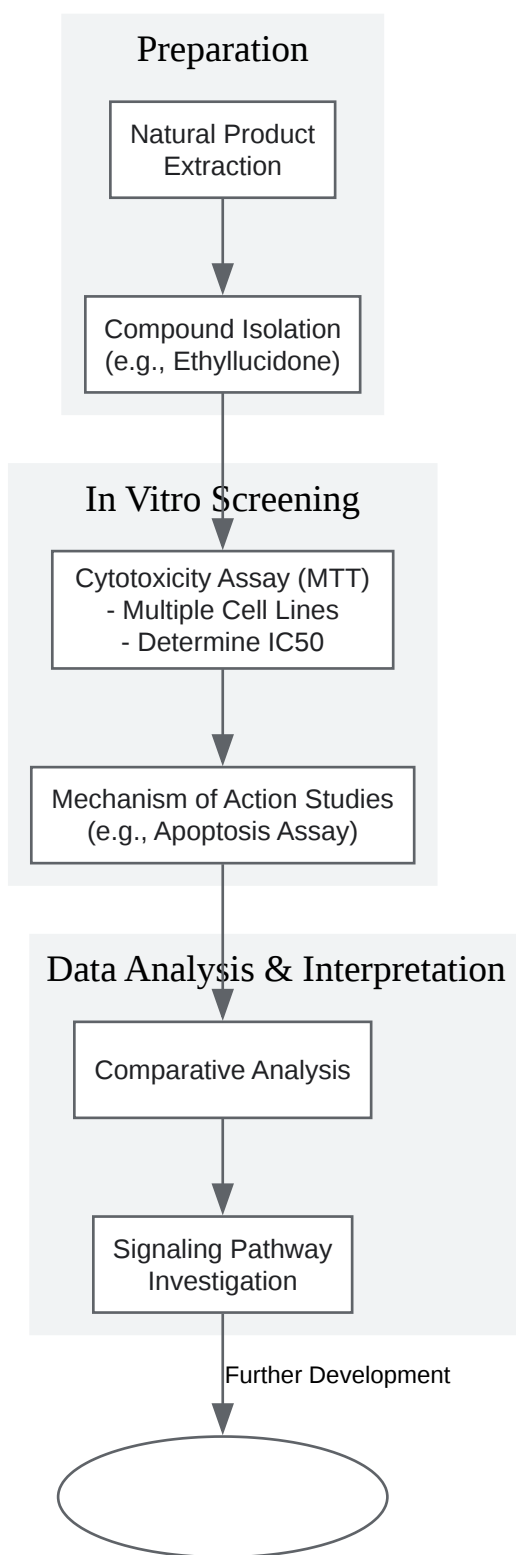 Preparation
Natural Product
Extraction
Compound Isolation
(e.g., Ethyllucidone)
In Vitro Screening
Cytotoxicity Assay (MTT)
- Multiple Cell Lines
- Determine IC50
Mechanism of Action Studies
(e.g., Apoptosis Assay)
Data Analysis & Interpretation
Comparative Analysis
Signaling Pathway
Investigation
Further Development